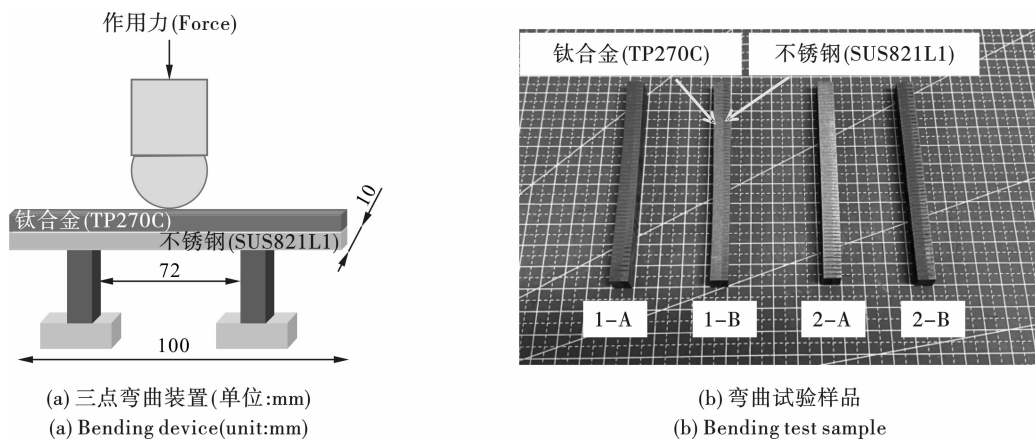 作用力(Force)
钛合金(TP270C)
不锈钢(SUS821L1)
10
72
100
(a) 三点弯曲装置(单位:mm)
(a) Bending device(unit:mm)
钛合金(TP270C)
不锈钢(SUS821L1)
1-A
1-B
2-A
2-B
(b) 弯曲试验样品
(b) Bending test sample